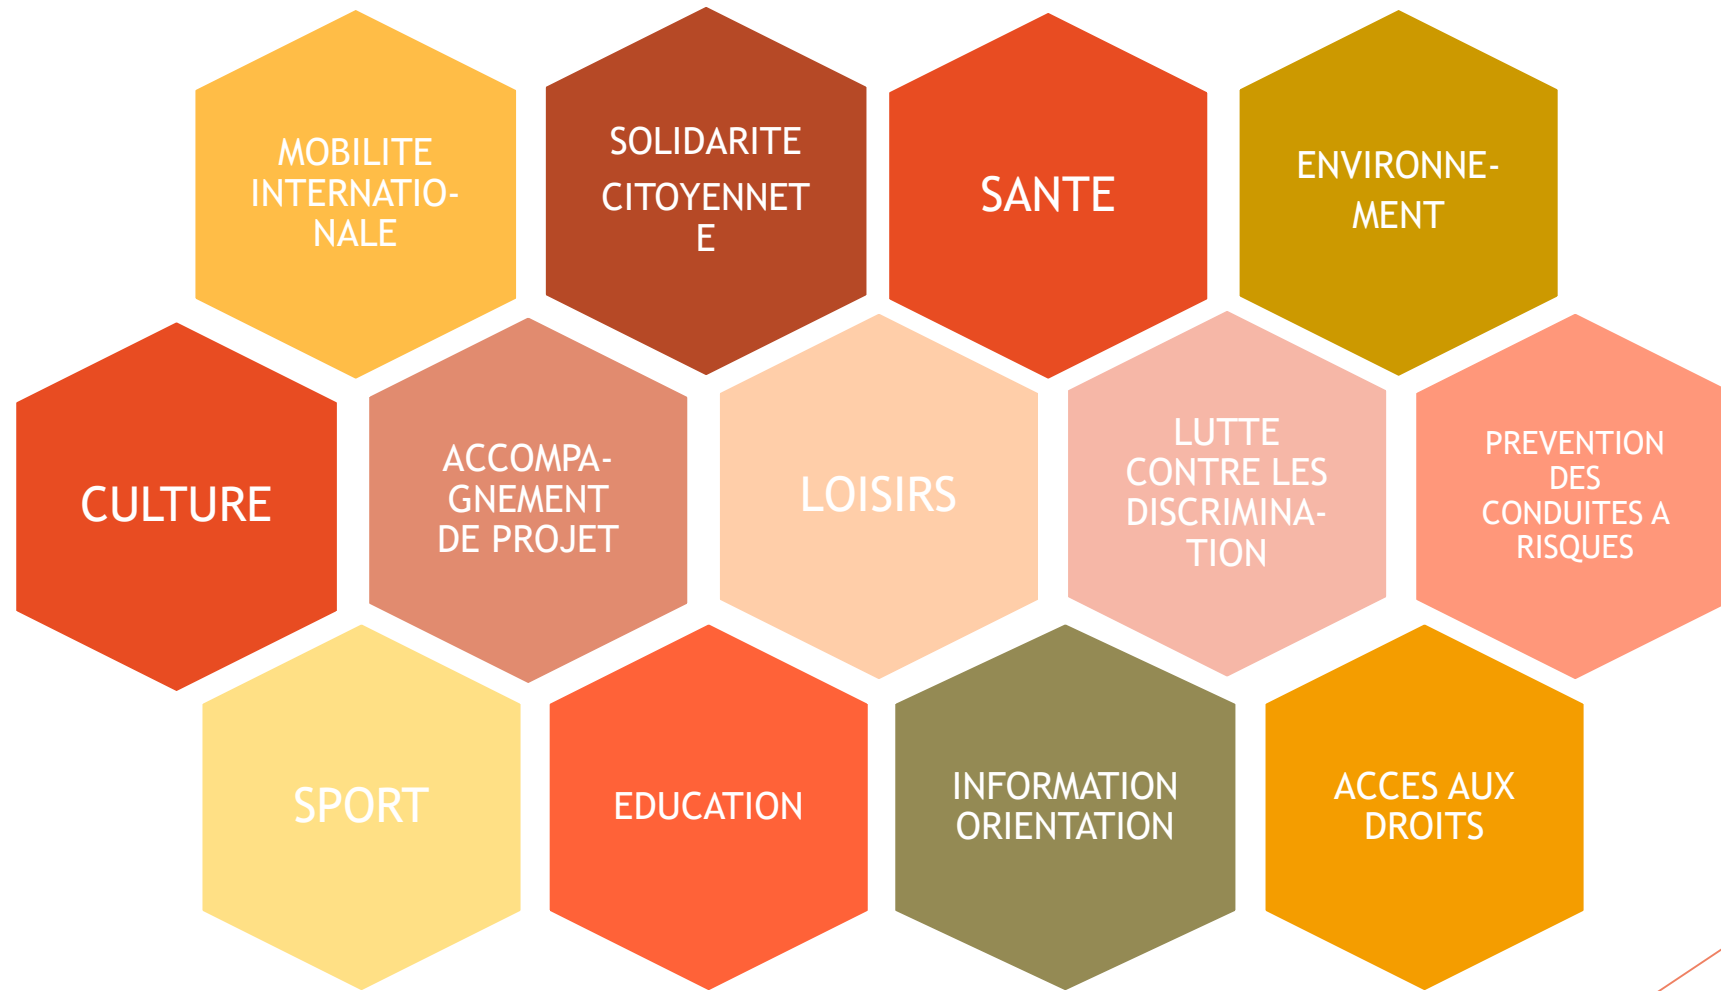 MOBILITE
INTERNATIO-
NALE
SOLIDARITE
CITOYENNET
E
SANTE
ENVIRONNE-
MENT
CULTURE
ACCOMPA-
GNEMENT
DE PROJET
LOISIRS
LUTTE
CONTRE LES
DISCRIMINA-
TION
PREVENTION
DES
CONDUITES A
RISQUES
SPORT
EDUCATION
INFORMATION
ORIENTATION
ACCES AUX
DROITS